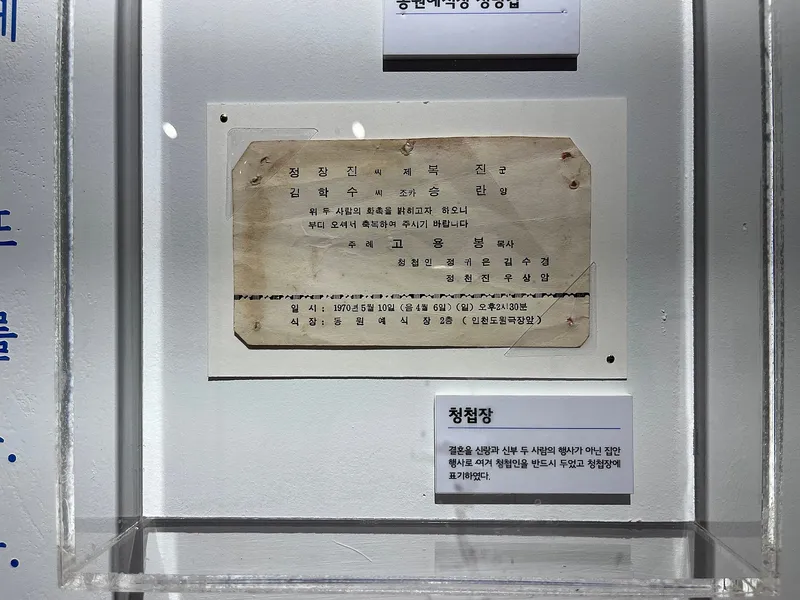 정장진 씨 제 복 진 군
김학수 씨 조카 승 란 양
위 두 사람의 화촉을 밝히고자 하오니
부디 오셔서 축복하여 주시기 바랍니다
주례 고용봉 목사
청첩인 정귀은 김수경
정천진 우상암
일시: 1970년 5월 10일 (음 4월 6일) (일) 오후2시30분
식장: 동원예식장 2층 (인천도원극장앞)
청첩장
결혼을 신랑과 신부 두 사람의 행사가 아닌 집안
행사로 여겨 청첩인을 반드시 두었고 청첩장에
표기하였다.